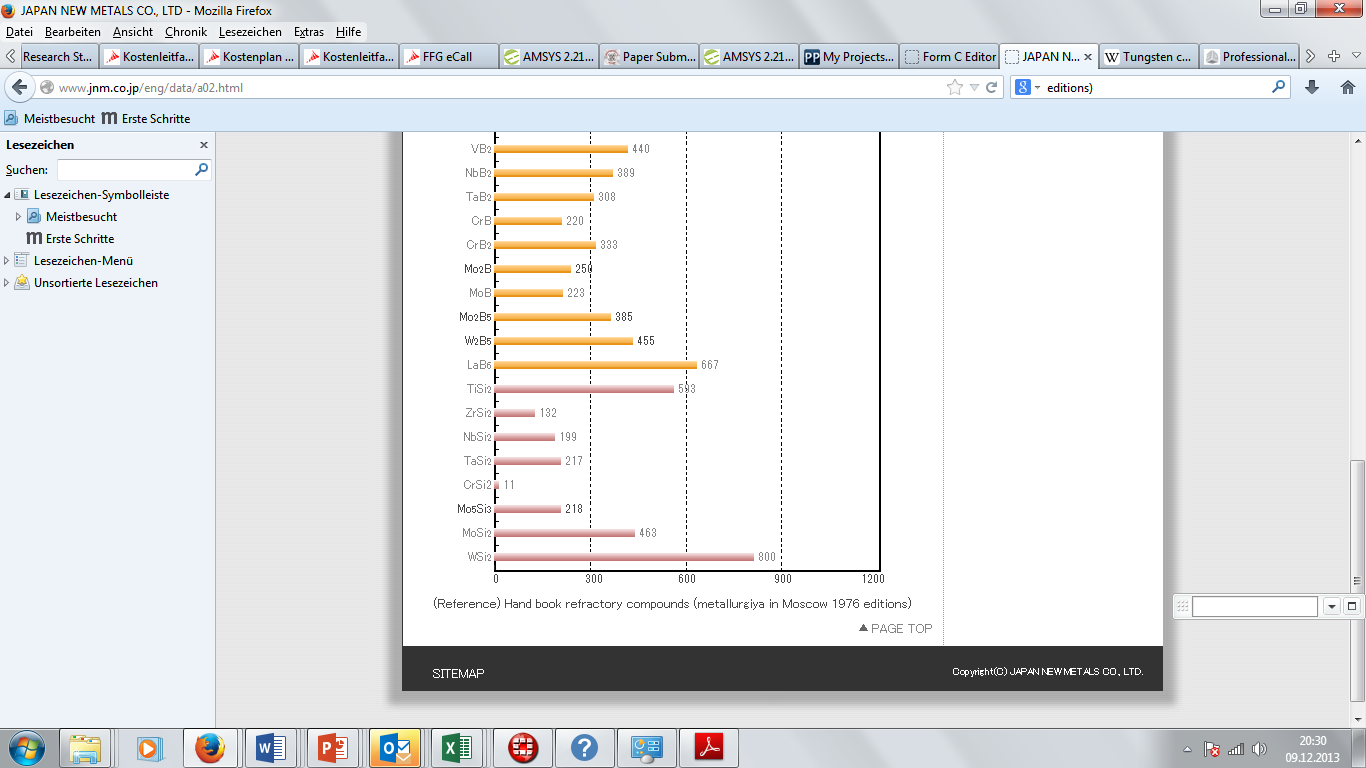 JAPAN NEW METALS CO., LTD - Mozilla Firefox
Datei Bearbeiten Ansicht Chronik Lesezeichen Extras Hilfe
Research St... Kostenleitfa... Kostenplan ... Kostenleitfa... FFG eCall AMSYS 2.21... Paper Subm... AMSYS 2.21... My Projects... Form C Editor JAPAN N... Tungsten c... Professional...
www.jnm.co.jp/eng/data/a02.html editions)
Meistbesucht Erste Schritte
Lesezeichen
Suchen:
Lesezeichen-Symbolleiste
Meistbesucht
Erste Schritte
Lesezeichen-Menü
Unsortierte Lesezeichen
VB2 440
NbB2 389
TaB2 308
CrB 220
CrB2 333
Mo2B 250
MoB 223
Mo2B5 385
W2B5 455
LaB6 667
TiSi2 593
ZrSi2 132
NbSi2 199
TaSi2 217
CrSi2 11
Mo5Si3 218
MoSi2 463
WSi2 800
0 300 600 900 1200
(Reference) Hand book refractory compounds (metallurgiya in Moscow 1976 editions)
PAGE TOP
SITEMAP
Copyright(C) JAPAN NEW METALS CO., LTD.
20:30
09.12.2013